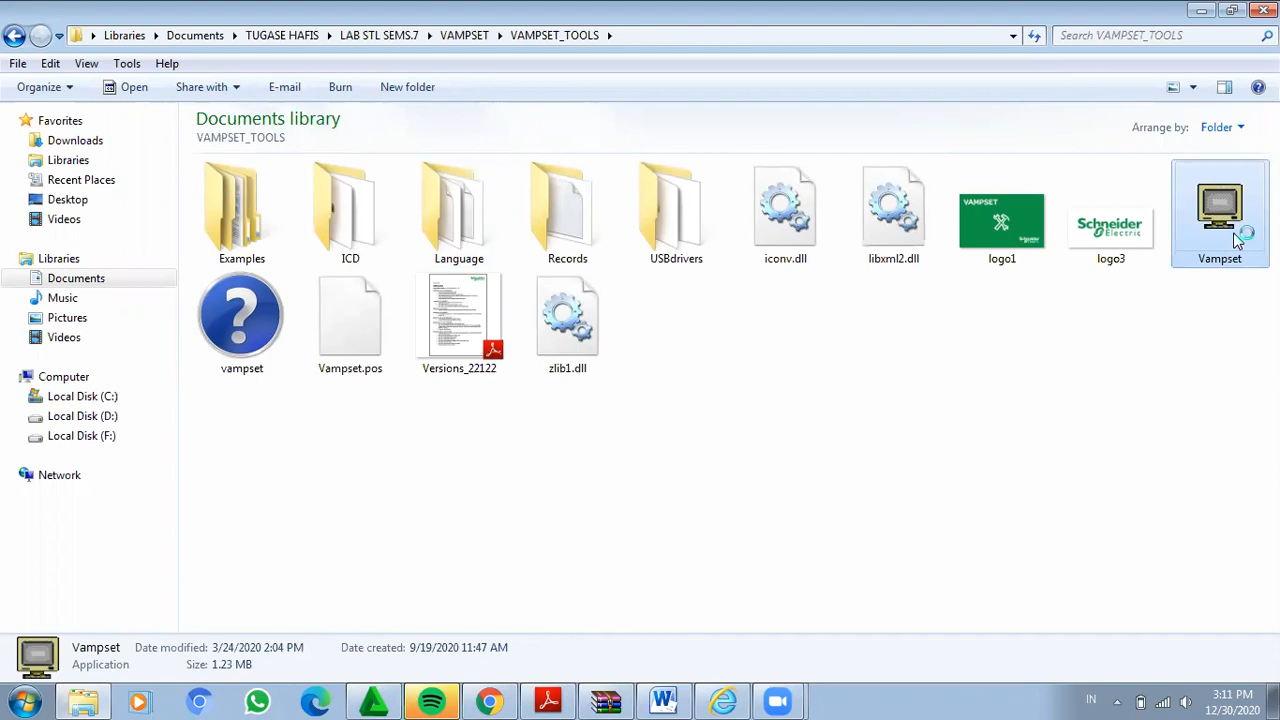 Libraries Documents TUGASE HAFIS LAB STL SEMS.7 VAMPSET VAMPSET_TOOLS
Search VAMPSET_TOOLS
File Edit View Tools Help
Organize Open Share with E-mail Burn New folder
Favorites
Downloads
Libraries
Recent Places
Desktop
Videos
Libraries
Documents
Music
Pictures
Videos
Computer
Local Disk (C:)
Local Disk (D:)
Local Disk (F:)
Network
Documents library
VAMPSET_TOOLS
Arrange by: Folder
VAMPSET
Schneider
Electric
Examples ICD Language Records USBdrivers iconv.dll libxml2.dll logo1 logo3 Vampset
vampset Vampset.pos Versions_22122 zlib1.dll
Vampset Date modified: 3/24/2020 2:04 PM Date created: 9/19/2020 11:47 AM
Application Size: 1.23 MB
IN
3:11 PM
12/30/2020